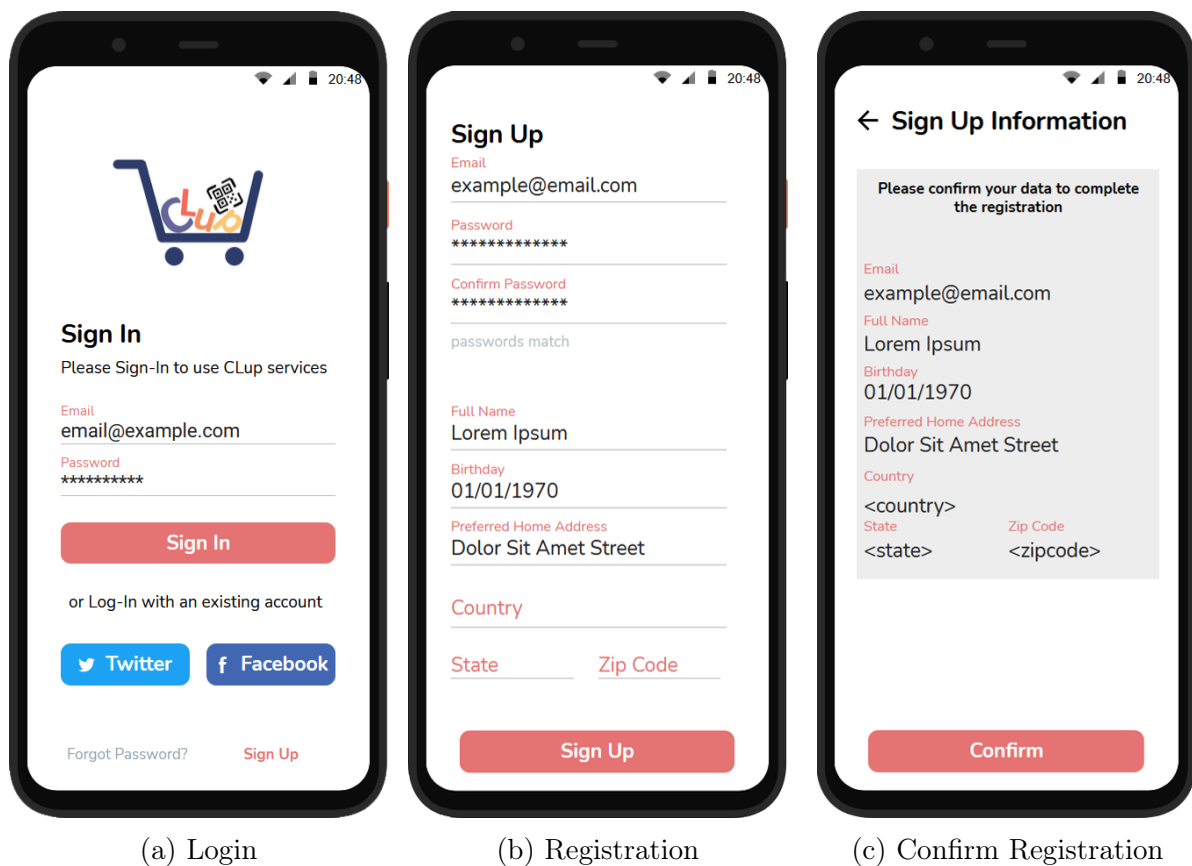 20:48
CLup
Sign In
Please Sign-In to use CLup services
Email
email@example.com
Password
**********
Sign In
or Log-In with an existing account
Twitter
f Facebook
Forgot Password?
Sign Up
(a) Login
20:48
Sign Up
Email
example@email.com
Password
*************
Confirm Password
*************
passwords match
Full Name
Lorem Ipsum
Birthday
01/01/1970
Preferred Home Address
Dolor Sit Amet Street
Country
State
Zip Code
Sign Up
(b) Registration
20:48
Sign Up Information
Please confirm your data to complete
the registration
Email
example@email.com
Full Name
Lorem Ipsum
Birthday
01/01/1970
Preferred Home Address
Dolor Sit Amet Street
Country
<country>
State
Zip Code
<state>
<zipcode>
Confirm
(c) Confirm Registration